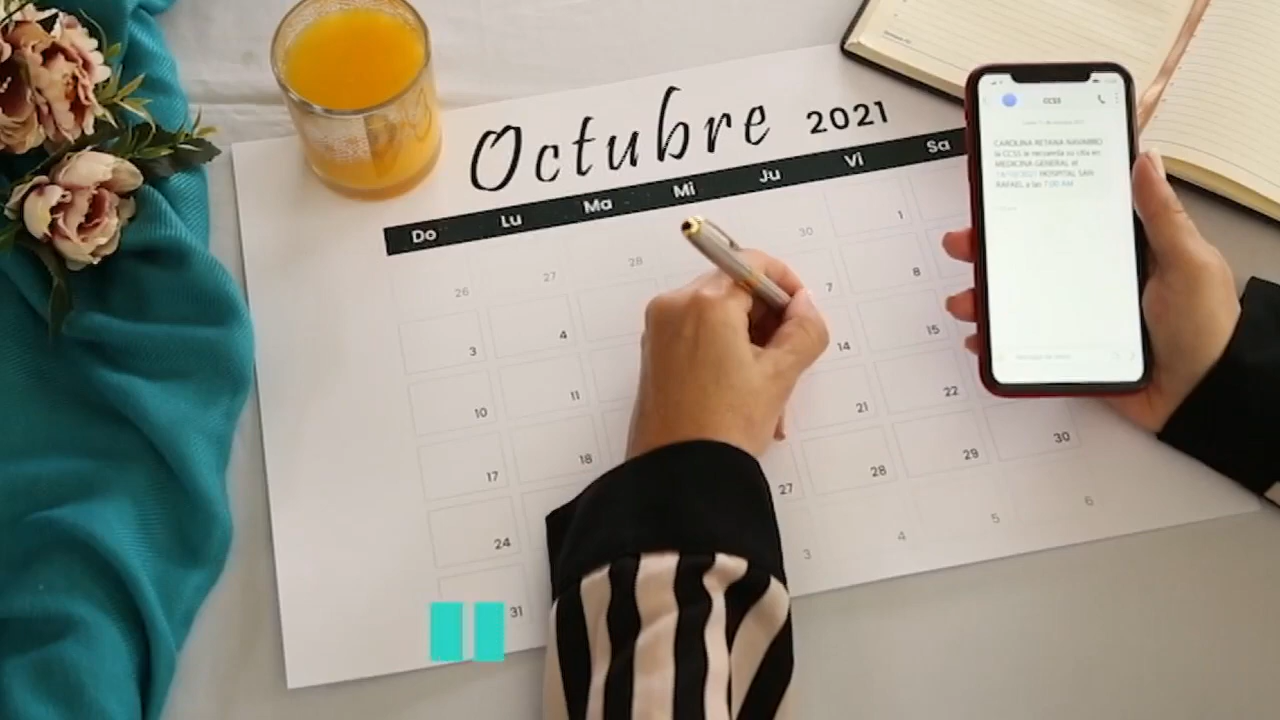 Octubre 2021
Do Lu Ma Mi Ju Vi Sa
26 27 28 30 1
3 4 7 8
10 11 14 15
17 18 21 22
24 27 28 29 30
31 3 4 5 6
CCSS
CAROLINA RETANA NAVARRO
la CCSS le recuerda su cita en
MEDICINA GENERAL el
18/10/2021 HOSPITAL SAN
RAFAEL a las 7:00 AM